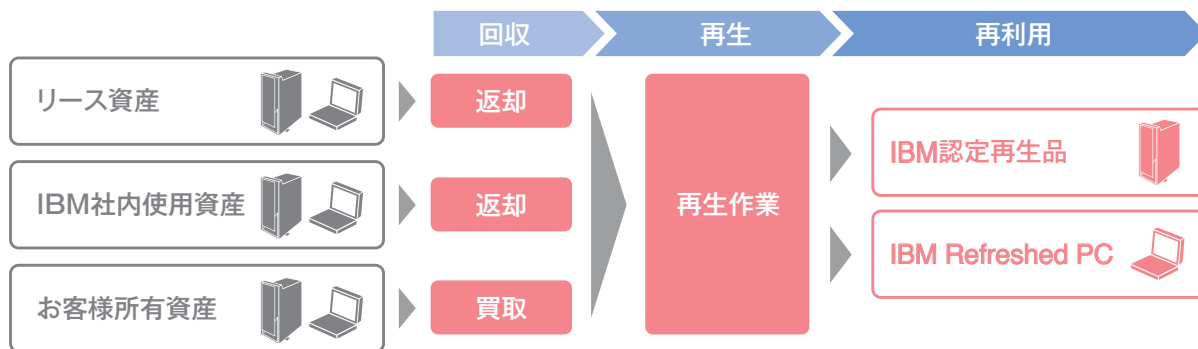 回収
再生
再利用
リース資産
返却
IBM社内使用資産
返却
お客様所有資産
買取
再生作業
IBM認定再生品
IBM Refreshed PC